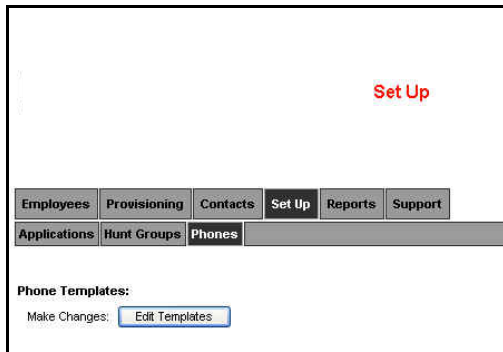 Set Up
Employees Provisioning Contacts Set Up Reports Support
Applications Hunt Groups Phones
Phone Templates:
Make Changes: Edit Templates